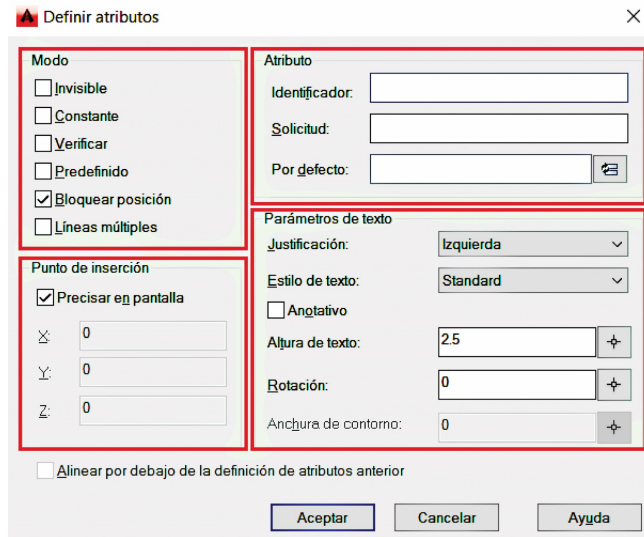 Definir atributos
Modo
Invisible
Constante
Verificar
Predefinido
Bloquear posición
Líneas múltiples
Atributo
Identificador:
Solicitud:
Por defecto:
Punto de inserción
Precisar en pantalla
X: 0
Y: 0
Z: 0
Parámetros de texto
Justificación: Izquierda
Estilo de texto: Standard
Anotativo
Altura de texto: 2.5
Rotación: 0
Anchura de contorno: 0
Alinear por debajo de la definición de atributos anterior
Aceptar Cancelar Ayuda